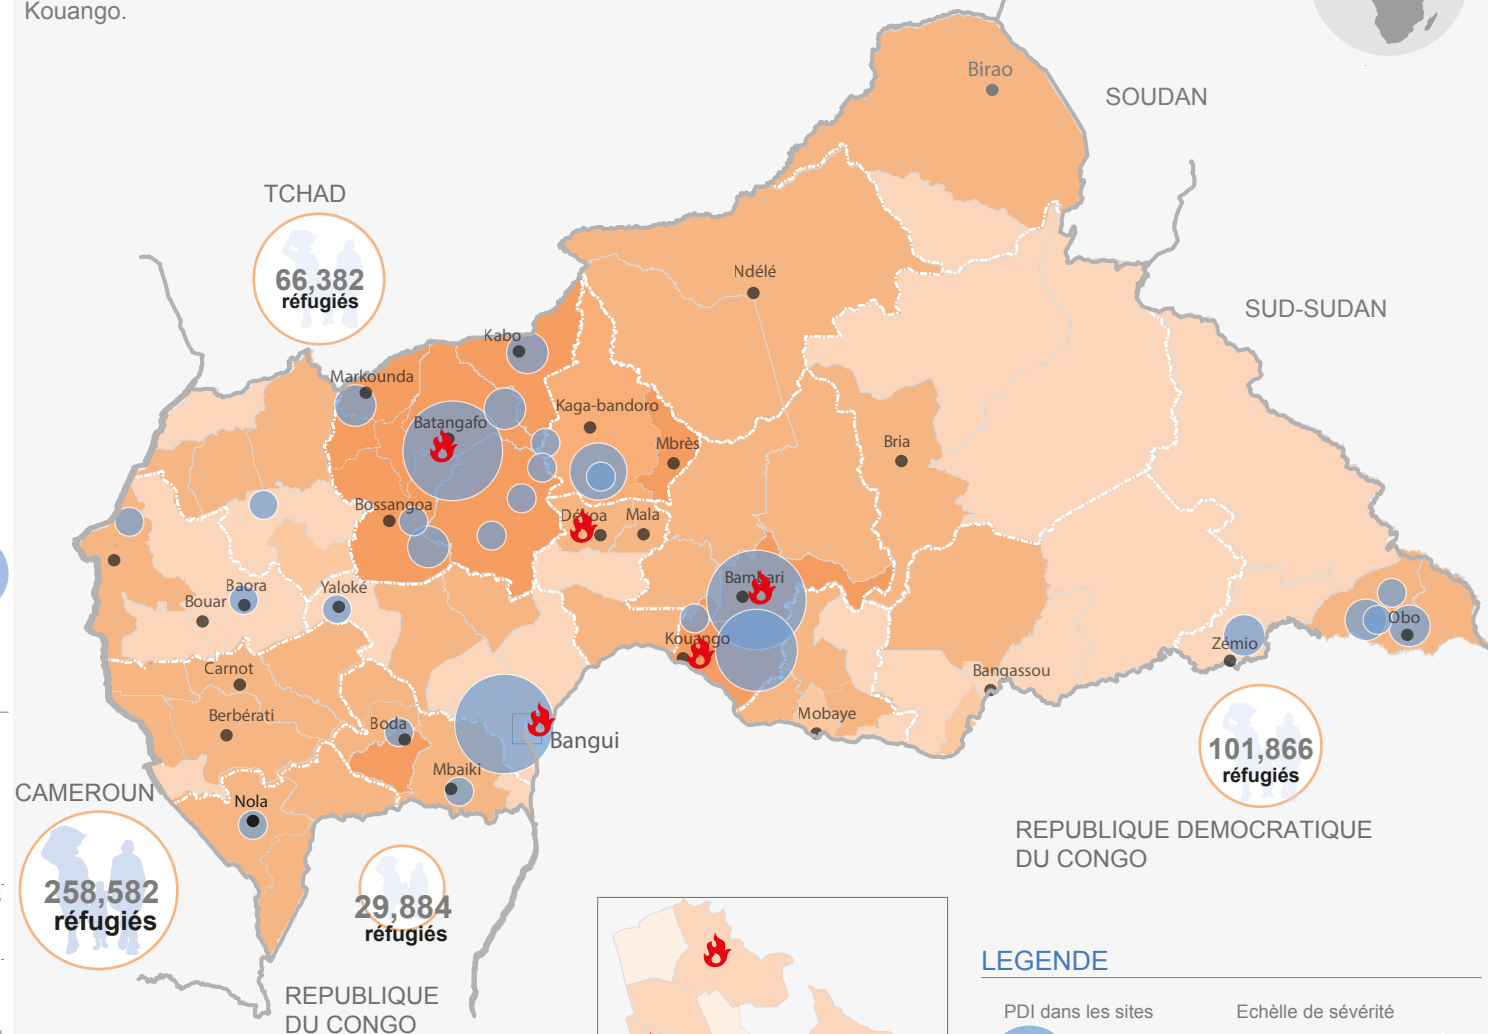 Kouango.
Birao
SOUDAN
TCHAD
66,382
réfugiés
Ndélé
SUD-SUDAN
Kabo
Markounda
Kaga-bandoro
Batangafo
Mbrès
Bria
Bossangoa
Dékoa
Mala
Baora
Yaloké
Bambari
Bouar
Obo
Kouango
Zémio
Carnot
Bangassou
Berbérati
Boda
Mobaye
Bangui
101,866
réfugiés
Mbaiki
CAMEROUN
Nola
REPUBLIQUE DEMOCRATIQUE
DU CONGO
258,582
réfugiés
29,884
réfugiés
LEGENDE
REPUBLIQUE
DU CONGO
PDI dans les sites
Echèlle de sévérité